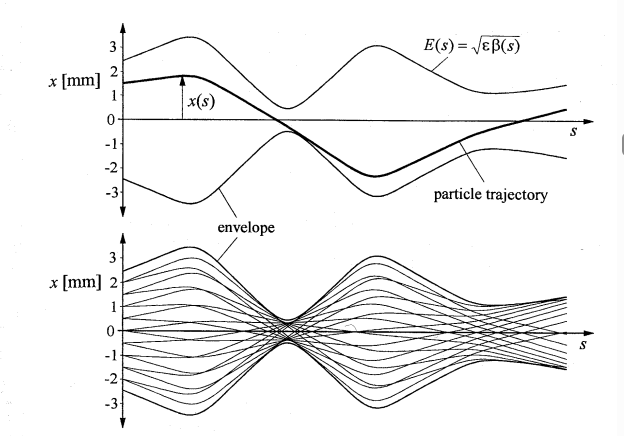 3
E(s) = √εβ(s)
2
x [mm]
1
x(s)
0
s
-1
-2
particle trajectory
-3
envelope
3
x [mm]
2
1
0
s
-1
-2
-3